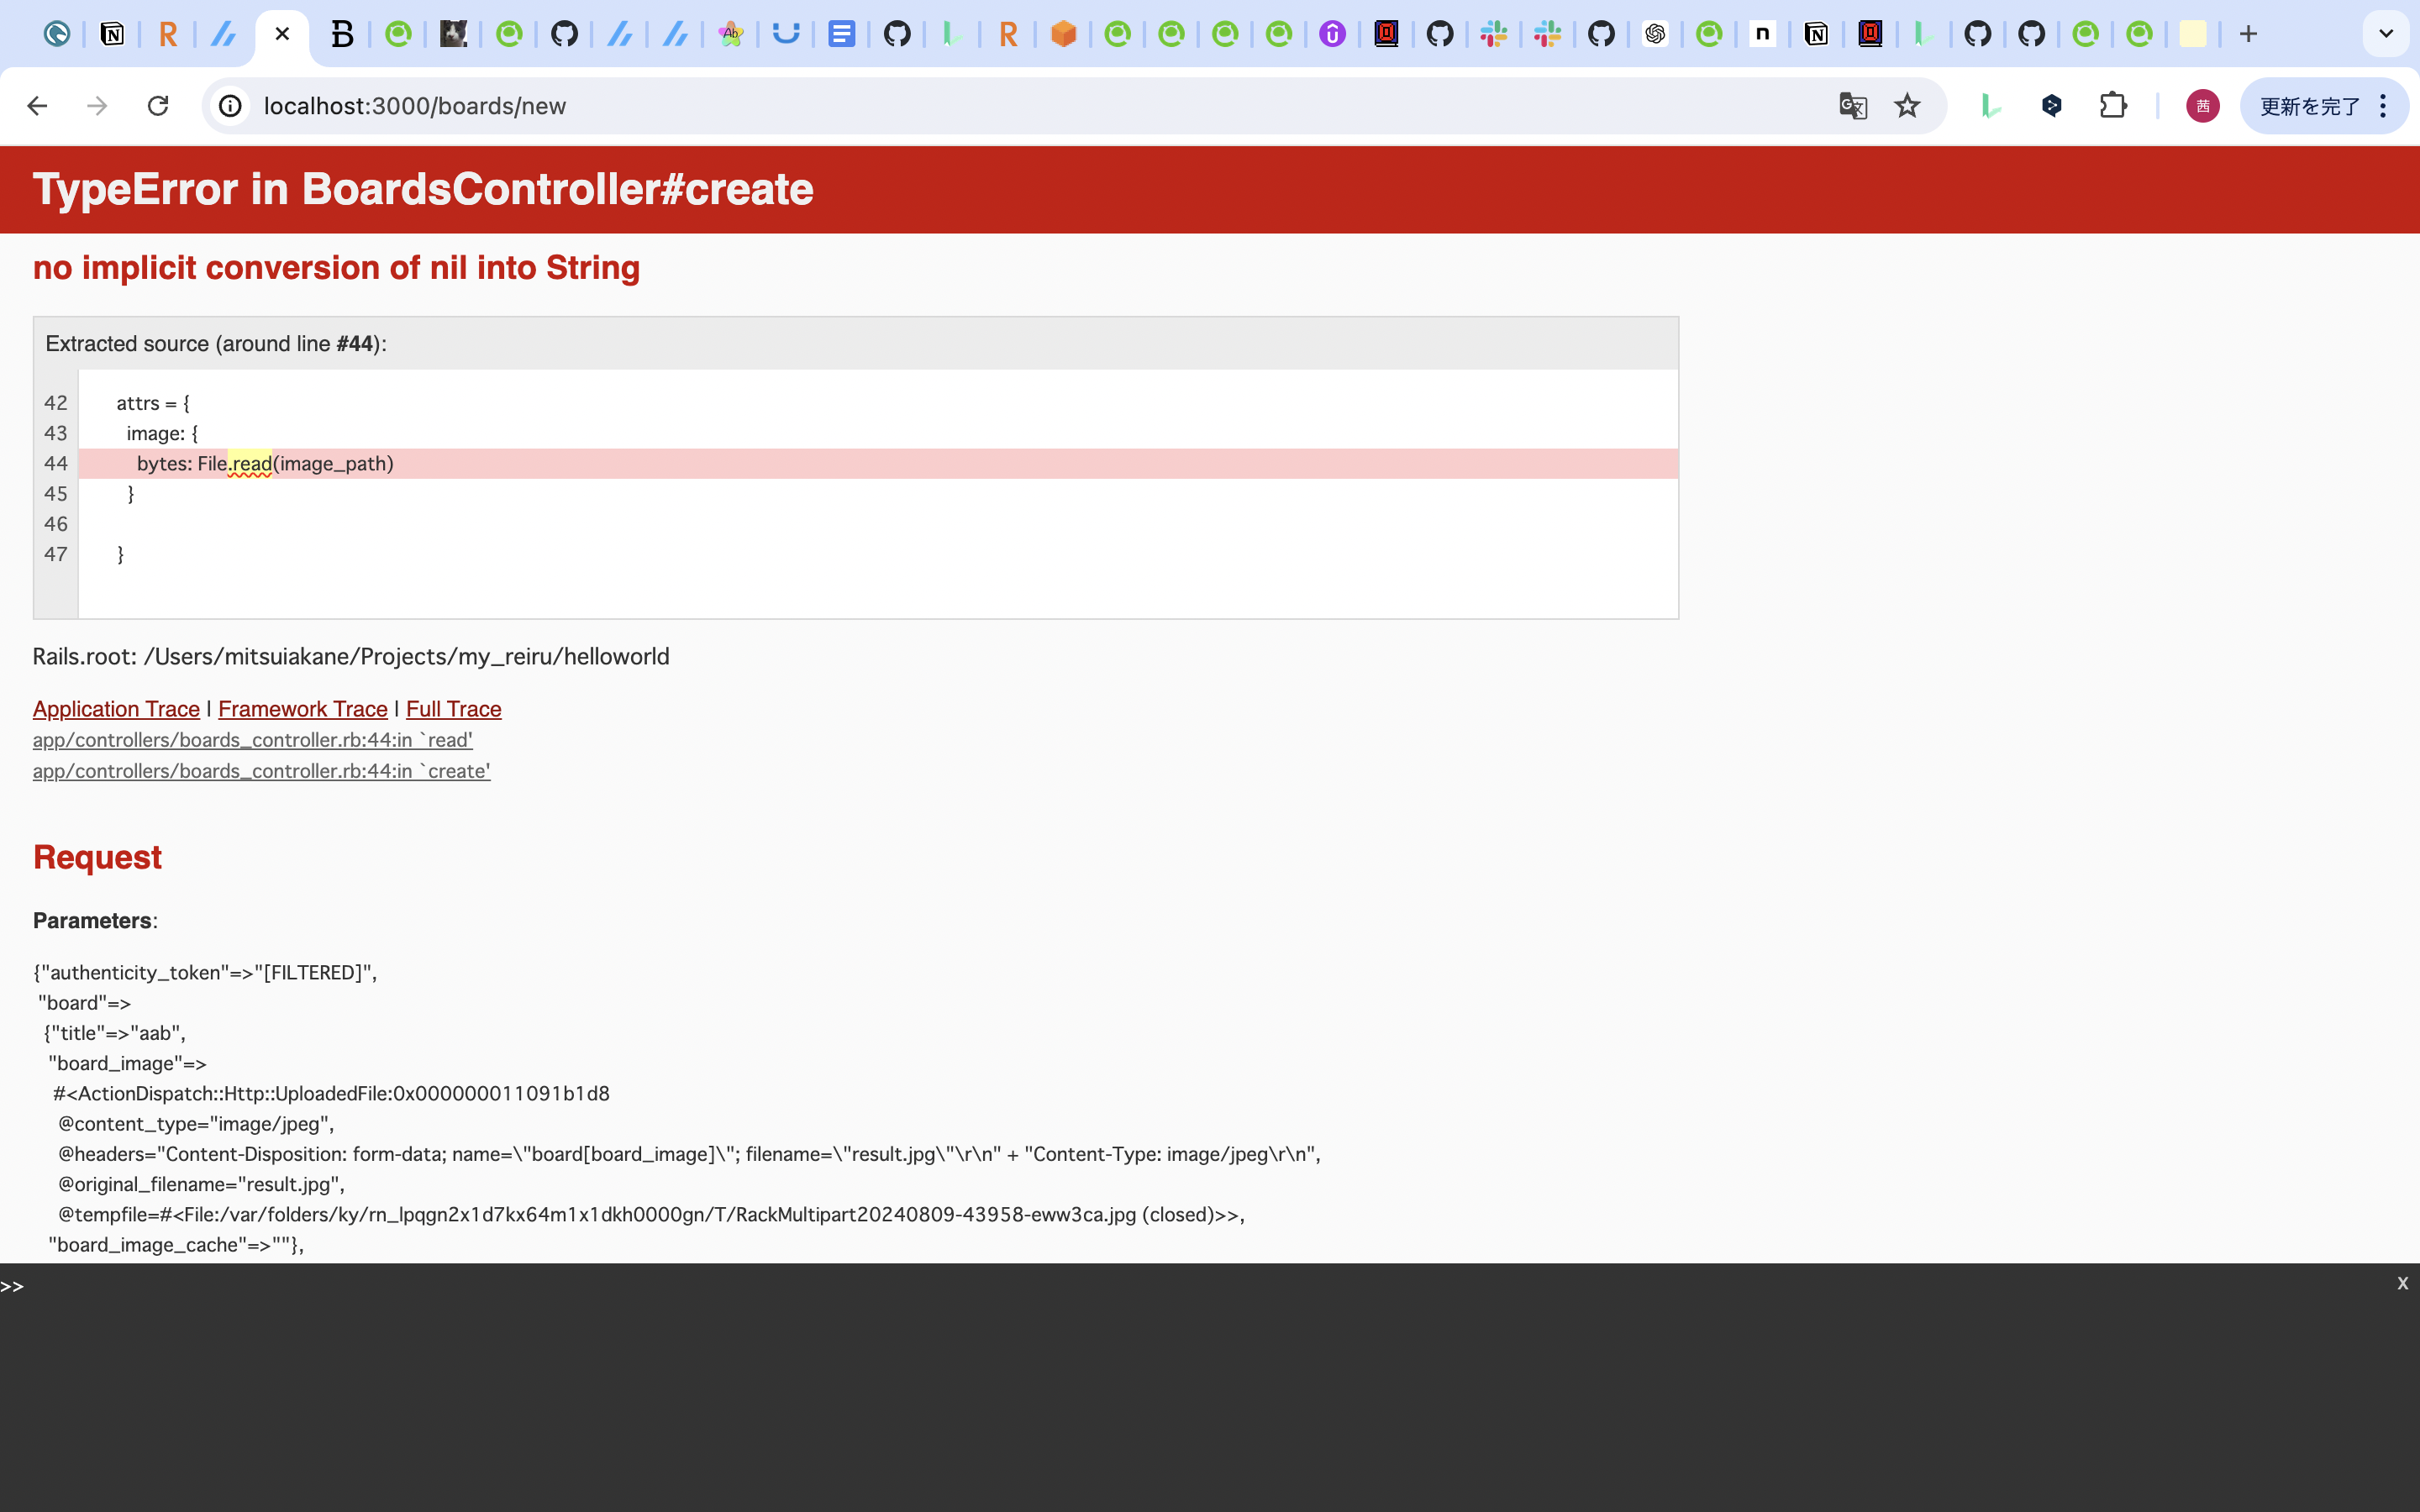 localhost:3000/boards/new
茜
更新を完了
TypeError in BoardsController#create
no implicit conversion of nil into String
Extracted source (around line #44):
42 attrs = {
43 image: {
44 bytes: File.read(image_path)
45 }
46
47 }
Rails.root: /Users/mitsuiakane/Projects/my_reiru/helloworld
Application Trace | Framework Trace | Full Trace
app/controllers/boards_controller.rb:44:in `read'
app/controllers/boards_controller.rb:44:in `create'
Request
Parameters:
{"authenticity_token"=>"[FILTERED]",
"board"=>
{"title"=>"aab",
"board_image"=>
#<ActionDispatch::Http::UploadedFile:0x000000011091b1d8
@content_type="image/jpeg",
@headers="Content-Disposition: form-data; name=\"board[board_image]\"; filename=\"result.jpg\"\r\n" + "Content-Type: image/jpeg\r\n",
@original_filename="result.jpg",
@tempfile=#<File:/var/folders/ky/rn_lpqgn2x1d7kx64m1x1dkh0000gn/T/RackMultipart20240809-43958-eww3ca.jpg (closed)>>,
"board_image_cache"=>""},
>>
x